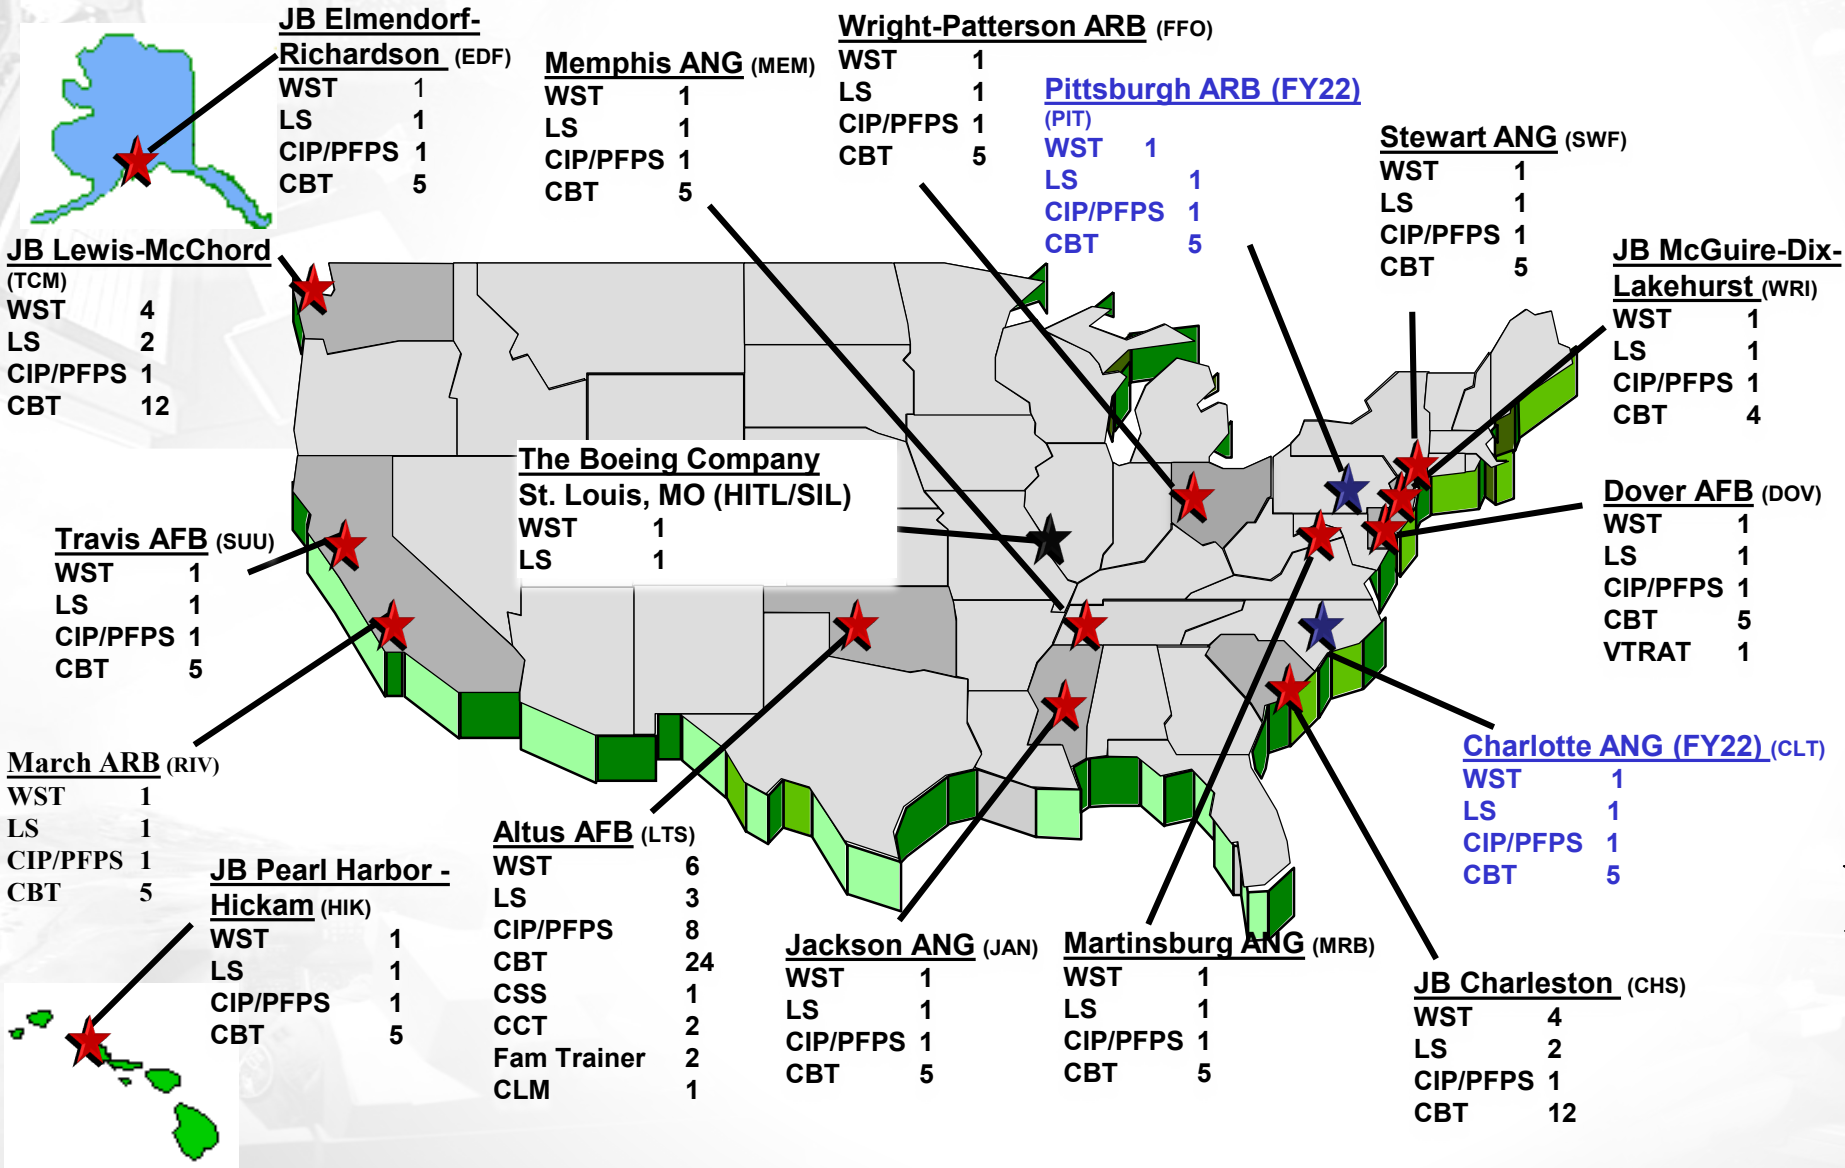 JB Elmendorf-
Richardson (EDF)
WST 1
LS 1
CIP/PFPS 1
CBT 5
Memphis ANG (MEM)
WST 1
LS 1
CIP/PFPS 1
CBT 5
Wright-Patterson ARB (FFO)
WST 1
LS 1
CIP/PFPS 1
CBT 5
Pittsburgh ARB (FY22)
(PIT)
WST 1
LS 1
CIP/PFPS 1
CBT 5
Stewart ANG (SWF)
WST 1
LS 1
CIP/PFPS 1
CBT 5
JB McGuire-Dix-
Lakehurst (WRI)
WST 1
LS 1
CIP/PFPS 1
CBT 4
JB Lewis-McChord
(TCM)
WST 4
LS 2
CIP/PFPS 1
CBT 12
The Boeing Company
St. Louis, MO (HITL/SIL)
WST 1
LS 1
Dover AFB (DOV)
WST 1
LS 1
CIP/PFPS 1
CBT 5
VTRAT 1
Travis AFB (SUU)
WST 1
LS 1
CIP/PFPS 1
CBT 5
March ARB (RIV)
WST 1
LS 1
CIP/PFPS 1
CBT 5
Charlotte ANG (FY22) (CLT)
WST 1
LS 1
CIP/PFPS 1
CBT 5
JB Pearl Harbor -
Hickam (HIK)
WST 1
LS 1
CIP/PFPS 1
CBT 5
Altus AFB (LTS)
WST 6
LS 3
CIP/PFPS 8
CBT 24
CSS 1
CCT 2
Fam Trainer 2
CLM 1
Jackson ANG (JAN)
WST 1
LS 1
CIP/PFPS 1
CBT 5
Martinsburg ANG (MRB)
WST 1
LS 1
CIP/PFPS 1
CBT 5
JB Charleston (CHS)
WST 4
LS 2
CIP/PFPS 1
CBT 12